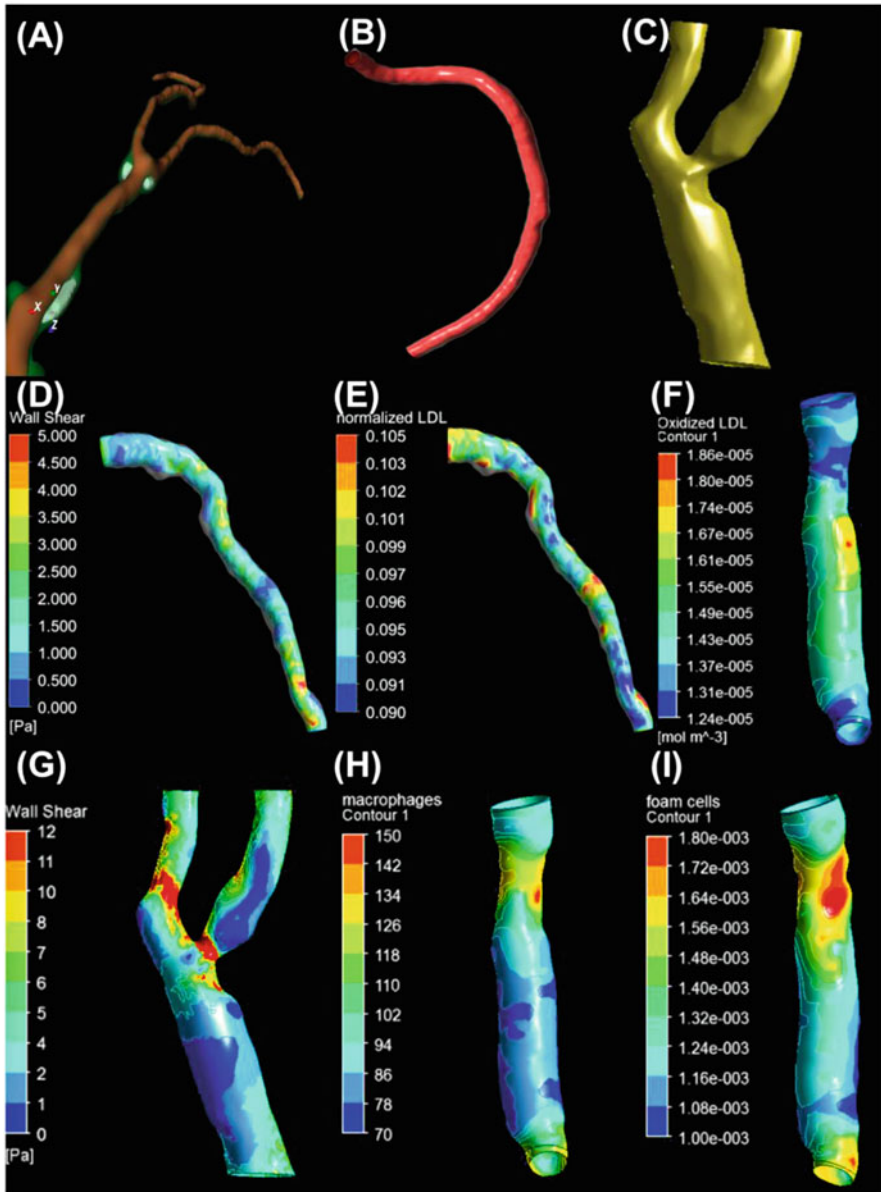 (A)
(B)
(C)
X
Y
Z
(D)
Wall Shear
5.000
4.500
4.000
3.500
3.000
2.500
2.000
1.500
1.000
0.500
0.000
[Pa]
(E)
normalized LDL
0.105
0.103
0.102
0.101
0.099
0.097
0.096
0.094
0.093
0.091
0.090
(F)
Oxidized LDL
Contour 1
1.86e-005
1.80e-005
1.74e-005
1.67e-005
1.61e-005
1.55e-005
1.49e-005
1.43e-005
1.37e-005
1.31e-005
1.24e-005
[mol m^-3]
(G)
Wall Shear
12
11
10
9
8
7
6
5
4
2
1
0
[Pa]
(H)
macrophages
Contour 1
150
142
134
126
118
110
102
94
86
78
70
(I)
foam cells
Contour 1
1.80e-003
1.72e-003
1.64e-003
1.56e-003
1.48e-003
1.40e-003
1.32e-003
1.24e-003
1.16e-003
1.08e-003
1.00e-003